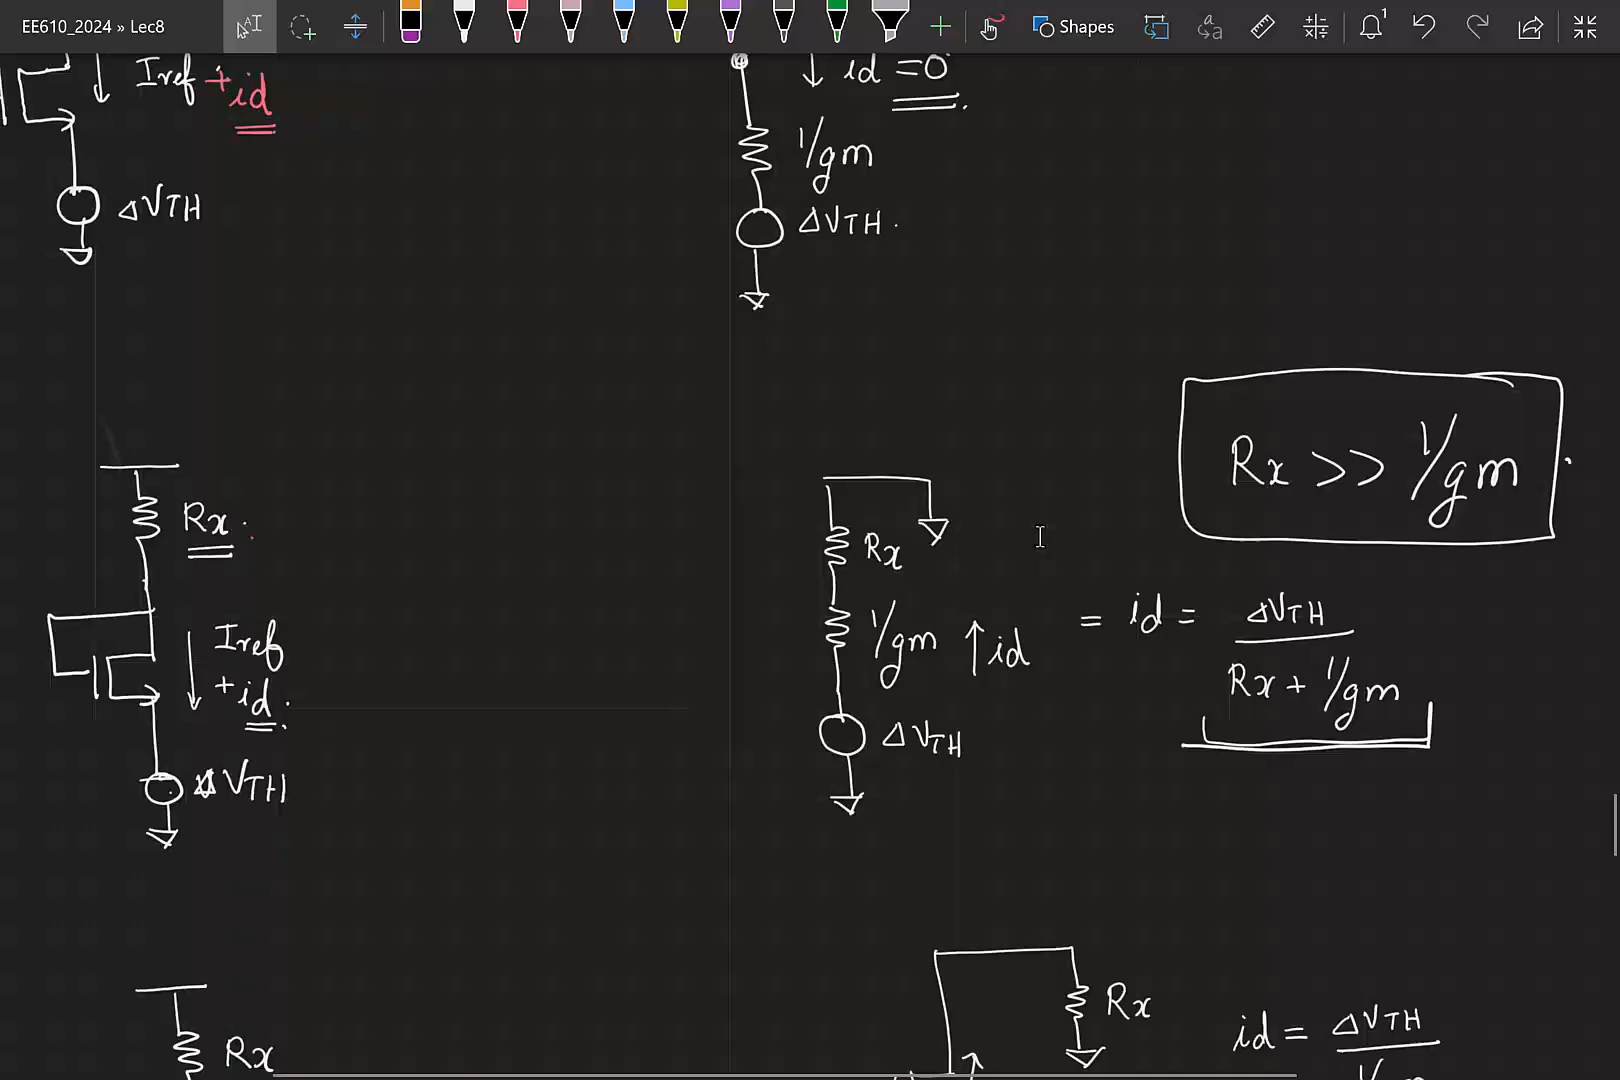 EE610_2024 » Lec8
Shapes
1
Iref + id
id = 0
1/gm
ΔVTH
ΔVTH.
Rx >> 1/gm.
Rx:
Rx
Iref
+id:
1/gm ↑id
= id = ΔVTH
Rx + 1/gm
ΔVTH
ΔVTH
Rx
Rx
id = ΔVTH